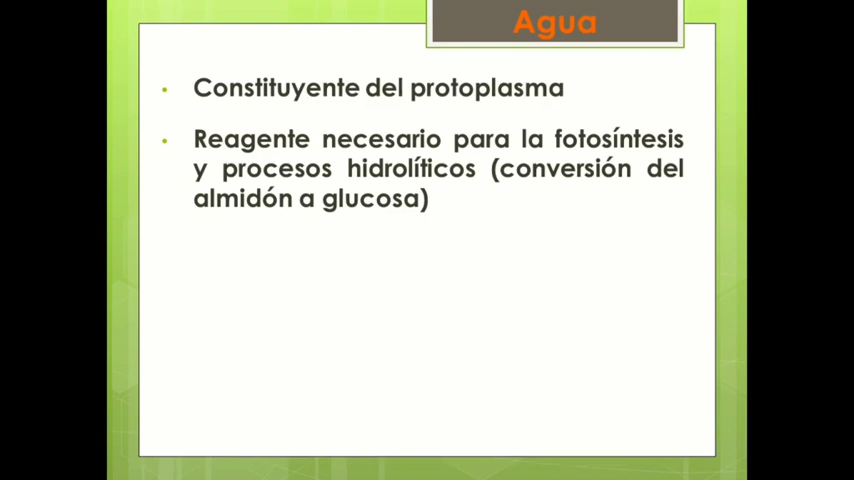 Agua
• Constituyente del protoplasma
• Reagente necesario para la fotosíntesis
y procesos hidrolíticos (conversión del
almidón a glucosa)